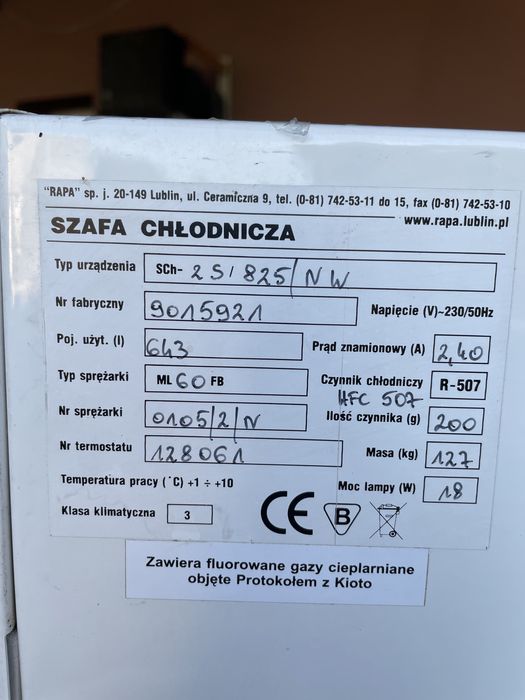 "RAPA" sp. j. 20-149 Lublin, ul. Ceramiczna 9, tel. (0-81) 742-53-11 do 15, fax (0-81) 742-53-10
www.rapa.lublin.pl
SZAFA CHŁODNICZA
Typ urządzenia SCh- 2S/825/NW
Nr fabryczny 9015921 Napięcie (V)~230/50Hz
Poj. użyt. (l) 643 Prąd znamionowy (A) 2,40
Typ sprężarki ML 60 FB Czynnik chłodniczy R-507
HFC 507
Nr sprężarki 0105/2/N Ilość czynnika (g) 200
Nr termostatu 128061 Masa (kg) 127
Temperatura pracy (˚C) +1 ÷ +10 Moc lampy (W) 18
Klasa klimatyczna 3 CE B
Zawiera fluorowane gazy cieplarniane
objęte Protokołem z Kioto